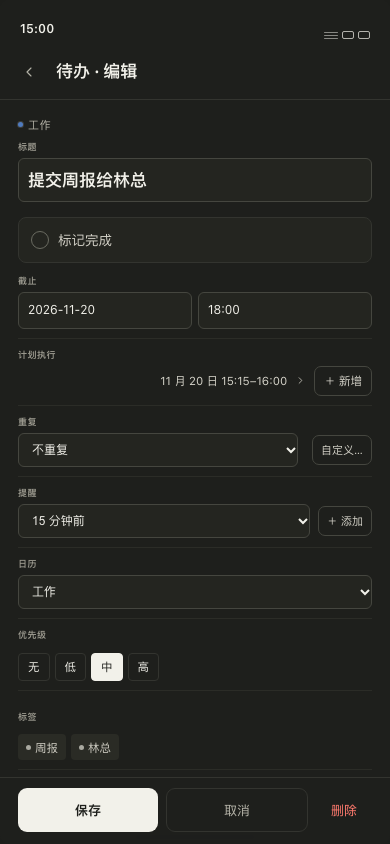 15:00
待办 · 编辑
工作
标题
提交周报给林总
标记完成
截止
2026-11-20 18:00
计划执行
11 月 20 日 15:15–16:00 › + 新增
重复
不重复 自定义…
提醒
15 分钟前 + 添加
日历
工作
优先级
无 低 中 高
标签
周报 林总
保存 取消 删除